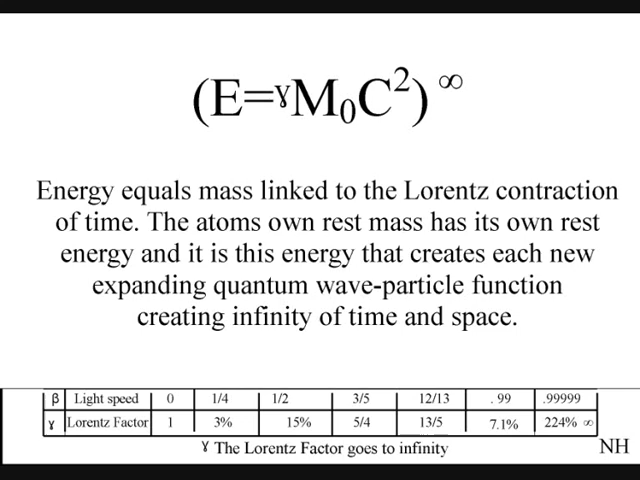 (E=γM₀C²)^∞
Energy equals mass linked to the Lorentz contraction
of time. The atoms own rest mass has its own rest
energy and it is this energy that creates each new
expanding quantum wave-particle function
creating infinity of time and space.
β Light speed 0 1/4 1/2 3/5 12/13 . 99 .99999
γ Lorentz Factor 1 3% 15% 5/4 13/5 7.1% 224% ∞
γ The Lorentz Factor goes to infinity
NH